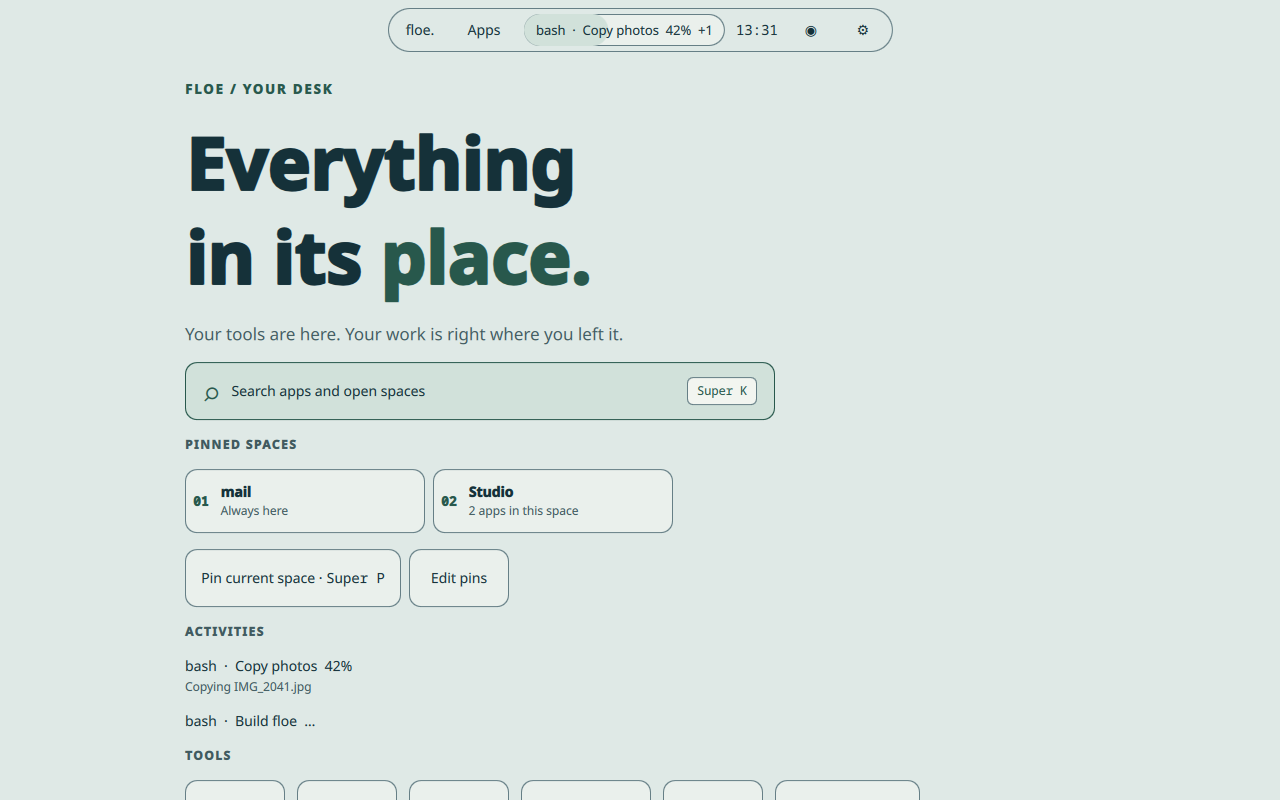 floe. Apps bash · Copy photos 42% +1 13:31
FLOE / YOUR DESK
Everything
in its place.
Your tools are here. Your work is right where you left it.
Search apps and open spaces Super K
PINNED SPACES
01 mail
Always here
02 Studio
2 apps in this space
Pin current space · Super P Edit pins
ACTIVITIES
bash · Copy photos 42%
Copying IMG_2041.jpg
bash · Build floe …
TOOLS